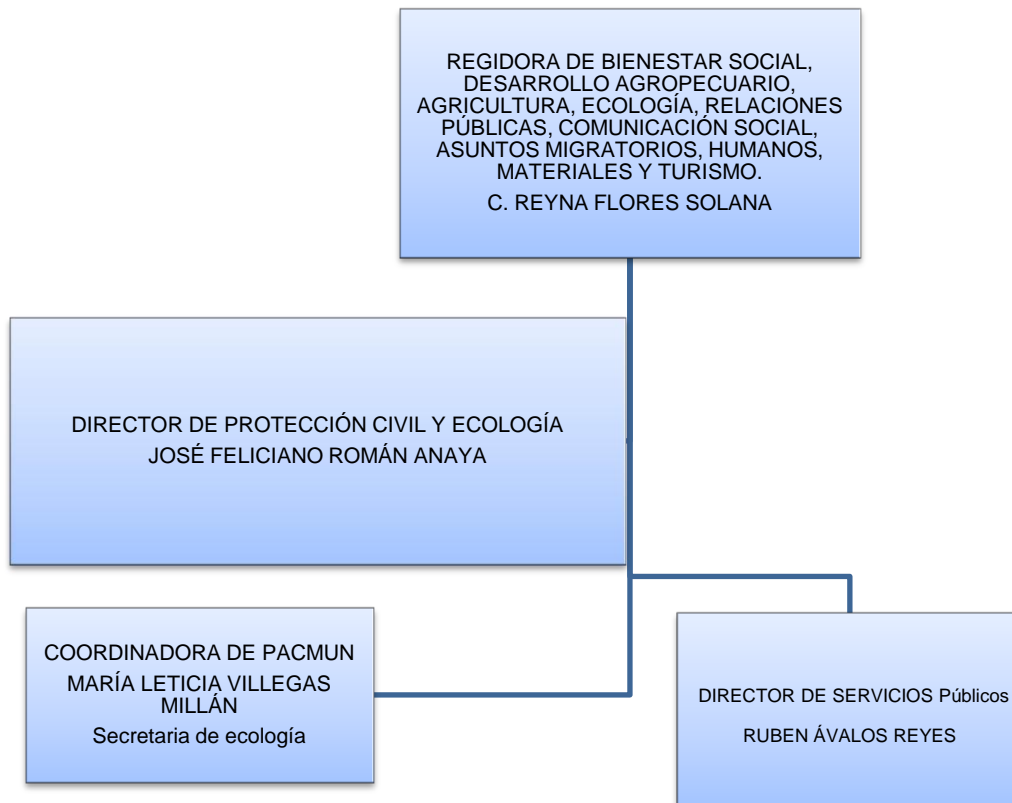 REGIDORA DE BIENESTAR SOCIAL,
DESARROLLO AGROPECUARIO,
AGRICULTURA, ECOLOGÍA, RELACIONES
PÚBLICAS, COMUNICACIÓN SOCIAL,
ASUNTOS MIGRATORIOS, HUMANOS,
MATERIALES Y TURISMO.
C. REYNA FLORES SOLANA
DIRECTOR DE PROTECCIÓN CIVIL Y ECOLOGÍA
JOSÉ FELICIANO ROMÁN ANAYA
COORDINADORA DE PACMUN
MARÍA LETICIA VILLEGAS
MILLÁN
Secretaria de ecología
DIRECTOR DE SERVICIOS Públicos
RUBEN ÁVALOS REYES